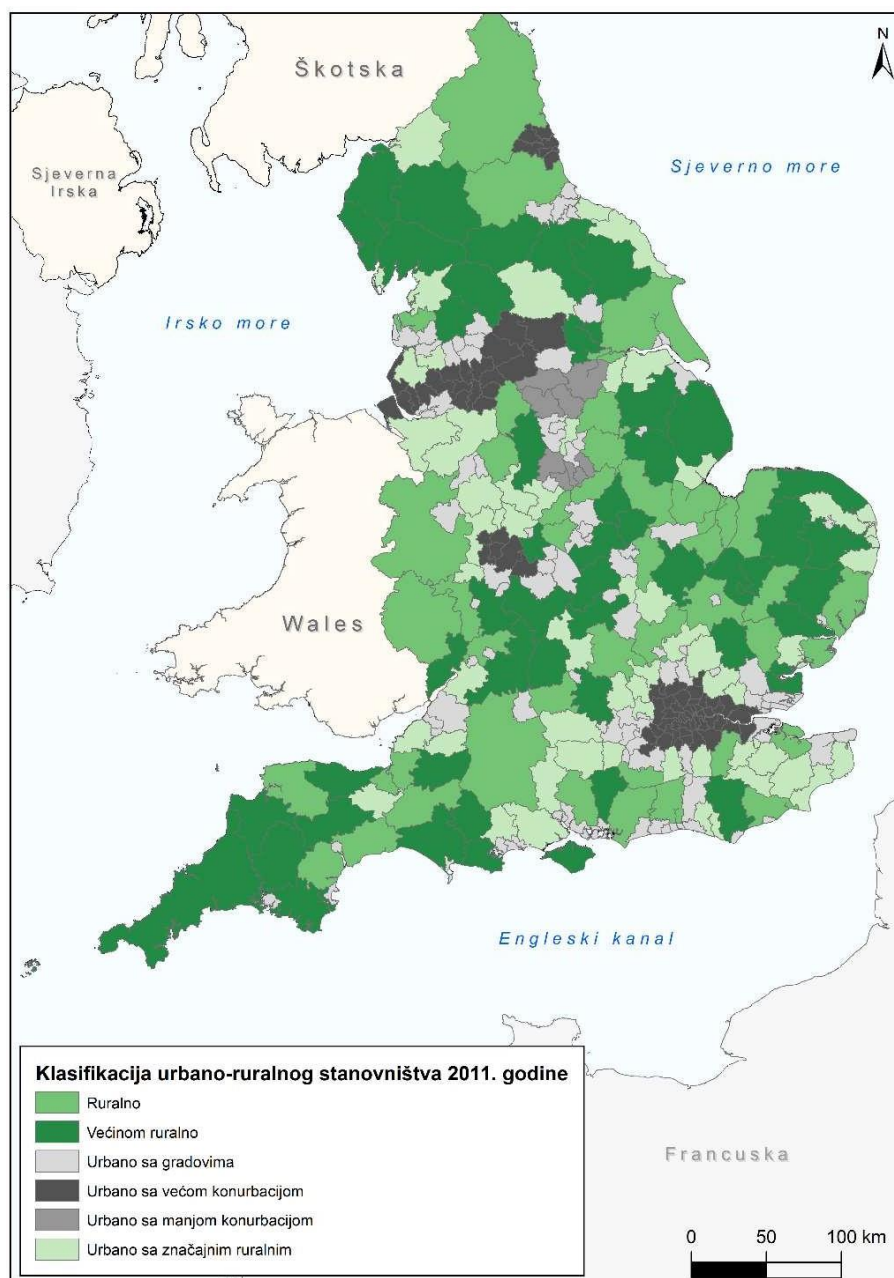 N
Škotska
Sjeverno more
Sjeverna
Irska
Irsko more
Wales
Engleski kanal
Klasifikacija urbano-ruralnog stanovništva 2011. godine
Ruralno
Većinom ruralno
Urbano sa gradovima
Urbano sa većom konurbacijom
Urbano sa manjom konurbacijom
Urbano sa značajnim ruralnim
Francuska
0 50 100 km